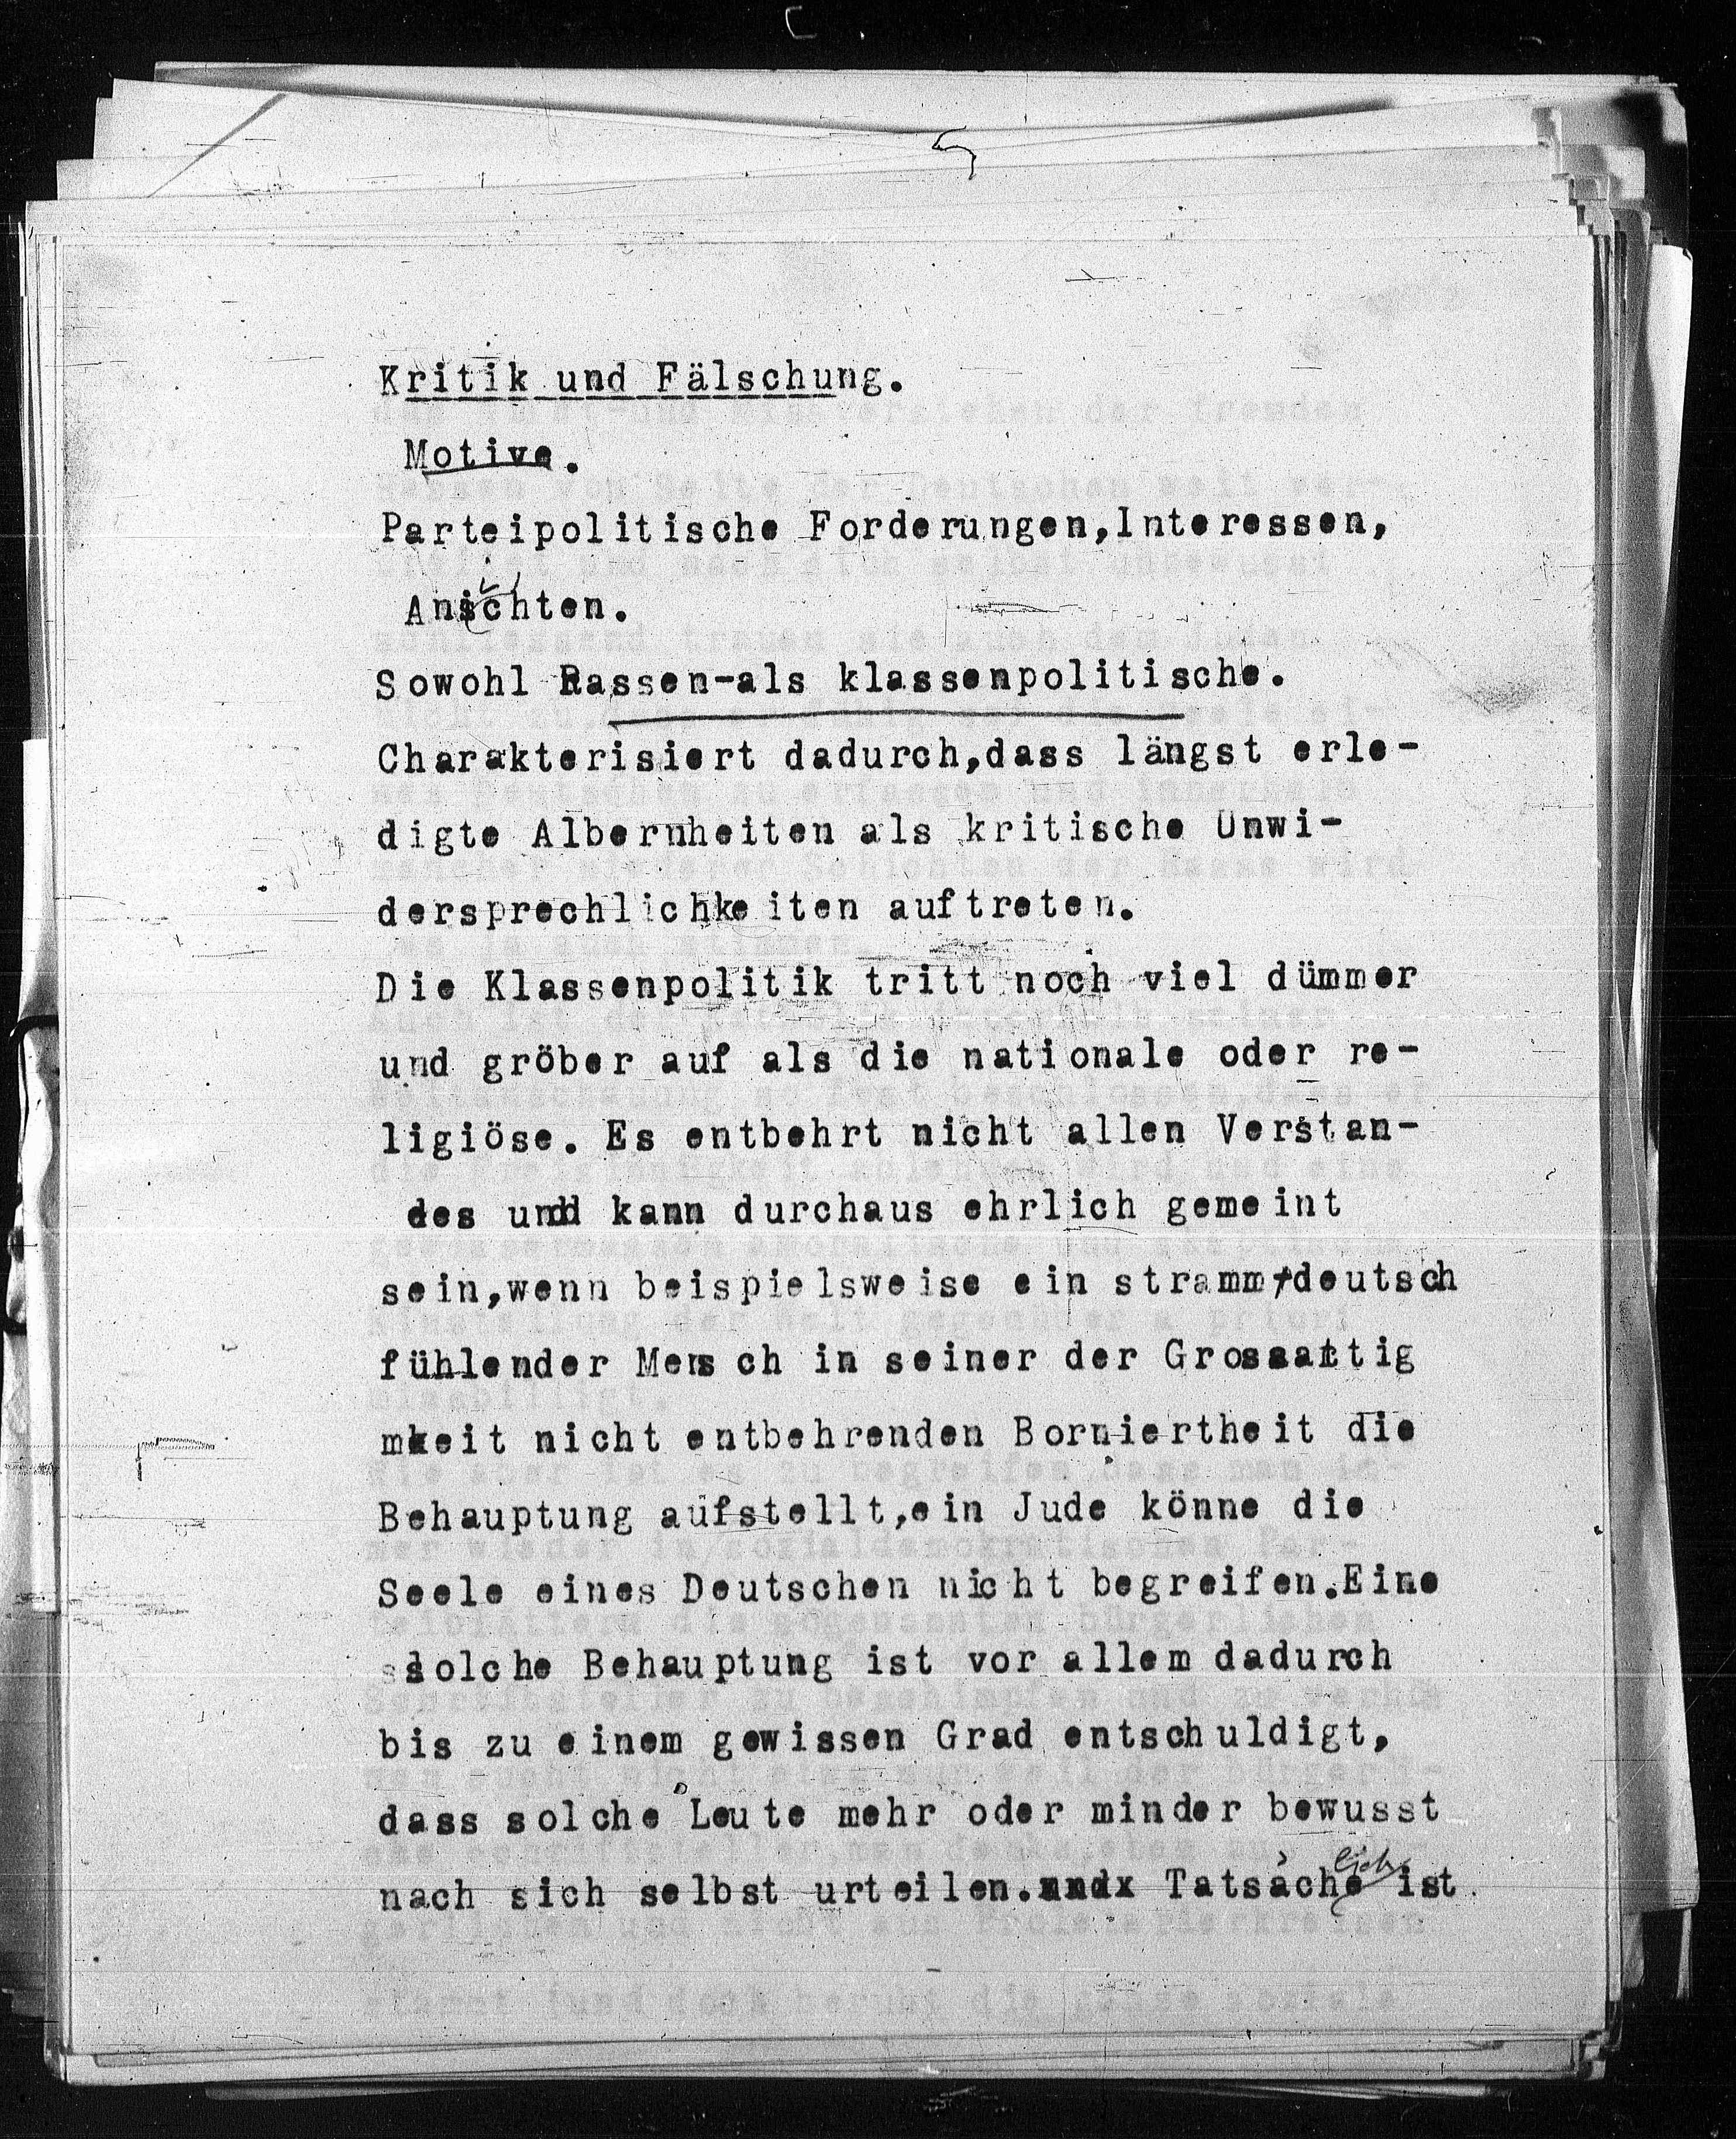 Kritik und Fälschung.
Motive.
Parteipolitische Forderungen,Interessen,
Ansichten.
Sowohl Rassen-als klassenpolitische.
Charakterisiert dadurch,dass längst erle-
digte Albernheiten als kritische Unwi-
dersprechlichkeiten auftreten.
Die Klassenpolitik tritt noch viel dümmer
und gröber auf als die nationale oder re-
ligiöse. Es entbehrt nicht allen Verstan-
des und kann durchaus ehrlich gemeint
sein,wenn beispielsweise ein stramm deutsch
fühlender Mensch in seiner der Grossartig
keit nicht entbehrenden Borniertheit die
Behauptung aufstellt,ein Jude könne die
Seele eines Deutschen nicht begreifen.Eine
solche Behauptung ist vor allem dadurch
bis zu einem gewissen Grad entschuldigt,
dass solche Leute mehr oder minder bewusst
nach sich selbst urteilen. Tatsächlich ist